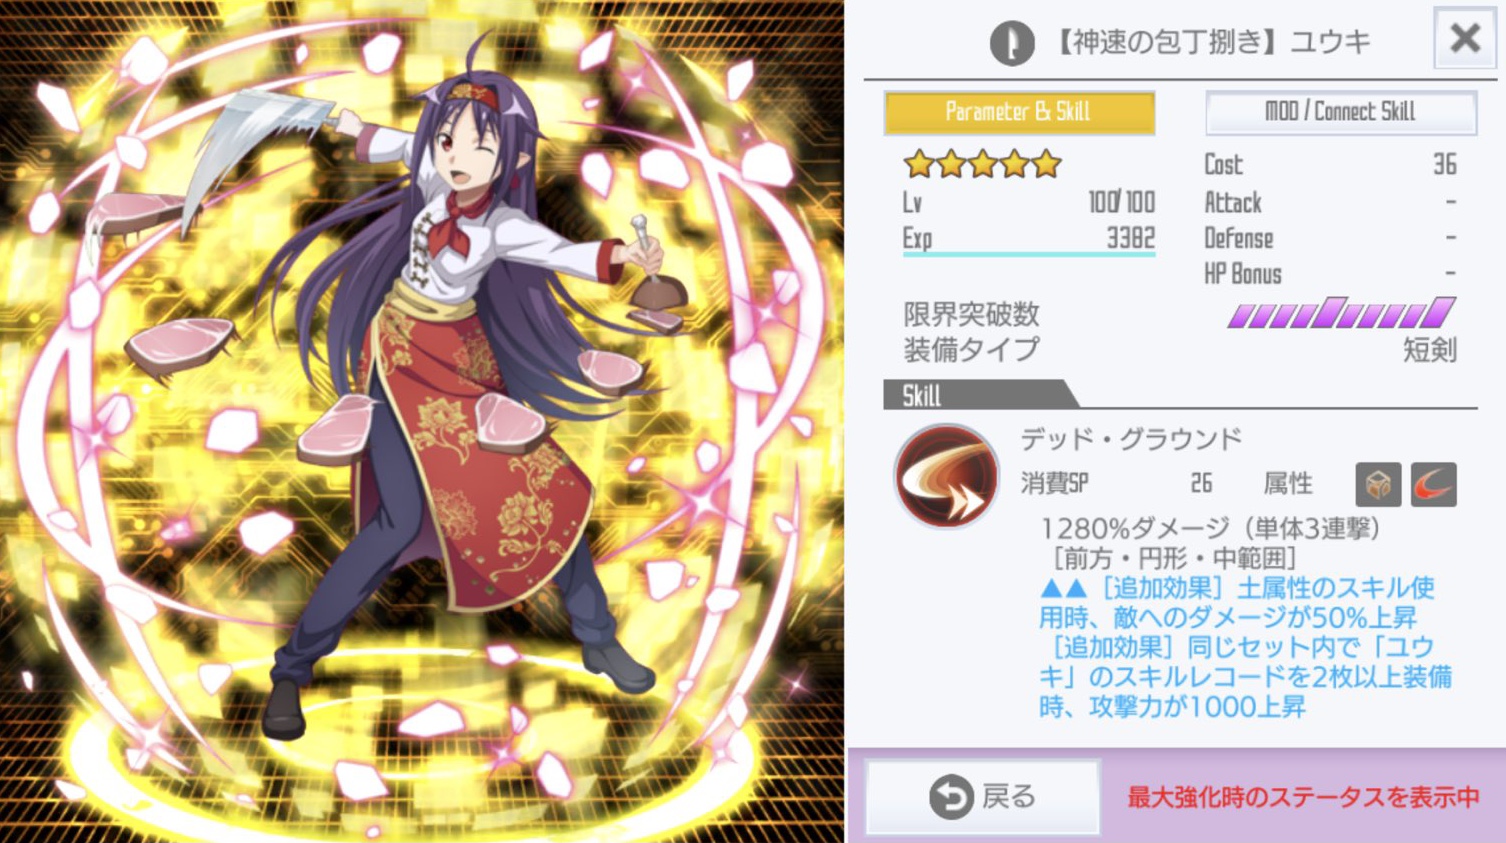 【神速の包丁捌き】ユウキ
Parameter & Skill
MOD / Connect Skill
Cost 36
Lv 100/100
Attack -
Exp 3382
Defense -
HP Bonus -
限界突破数
装備タイプ 短剣
Skill
デッド・グラウンド
消費SP 26 属性
1280%ダメージ（単体3連撃）
［前方・円形・中範囲］
▲▲［追加効果］土属性のスキル使
用時、敵へのダメージが50%上昇
［追加効果］同じセット内で「ユウ
キ」のスキルレコードを2枚以上装備
時、攻撃力が1000上昇
戻る
最大強化時のステータスを表示中